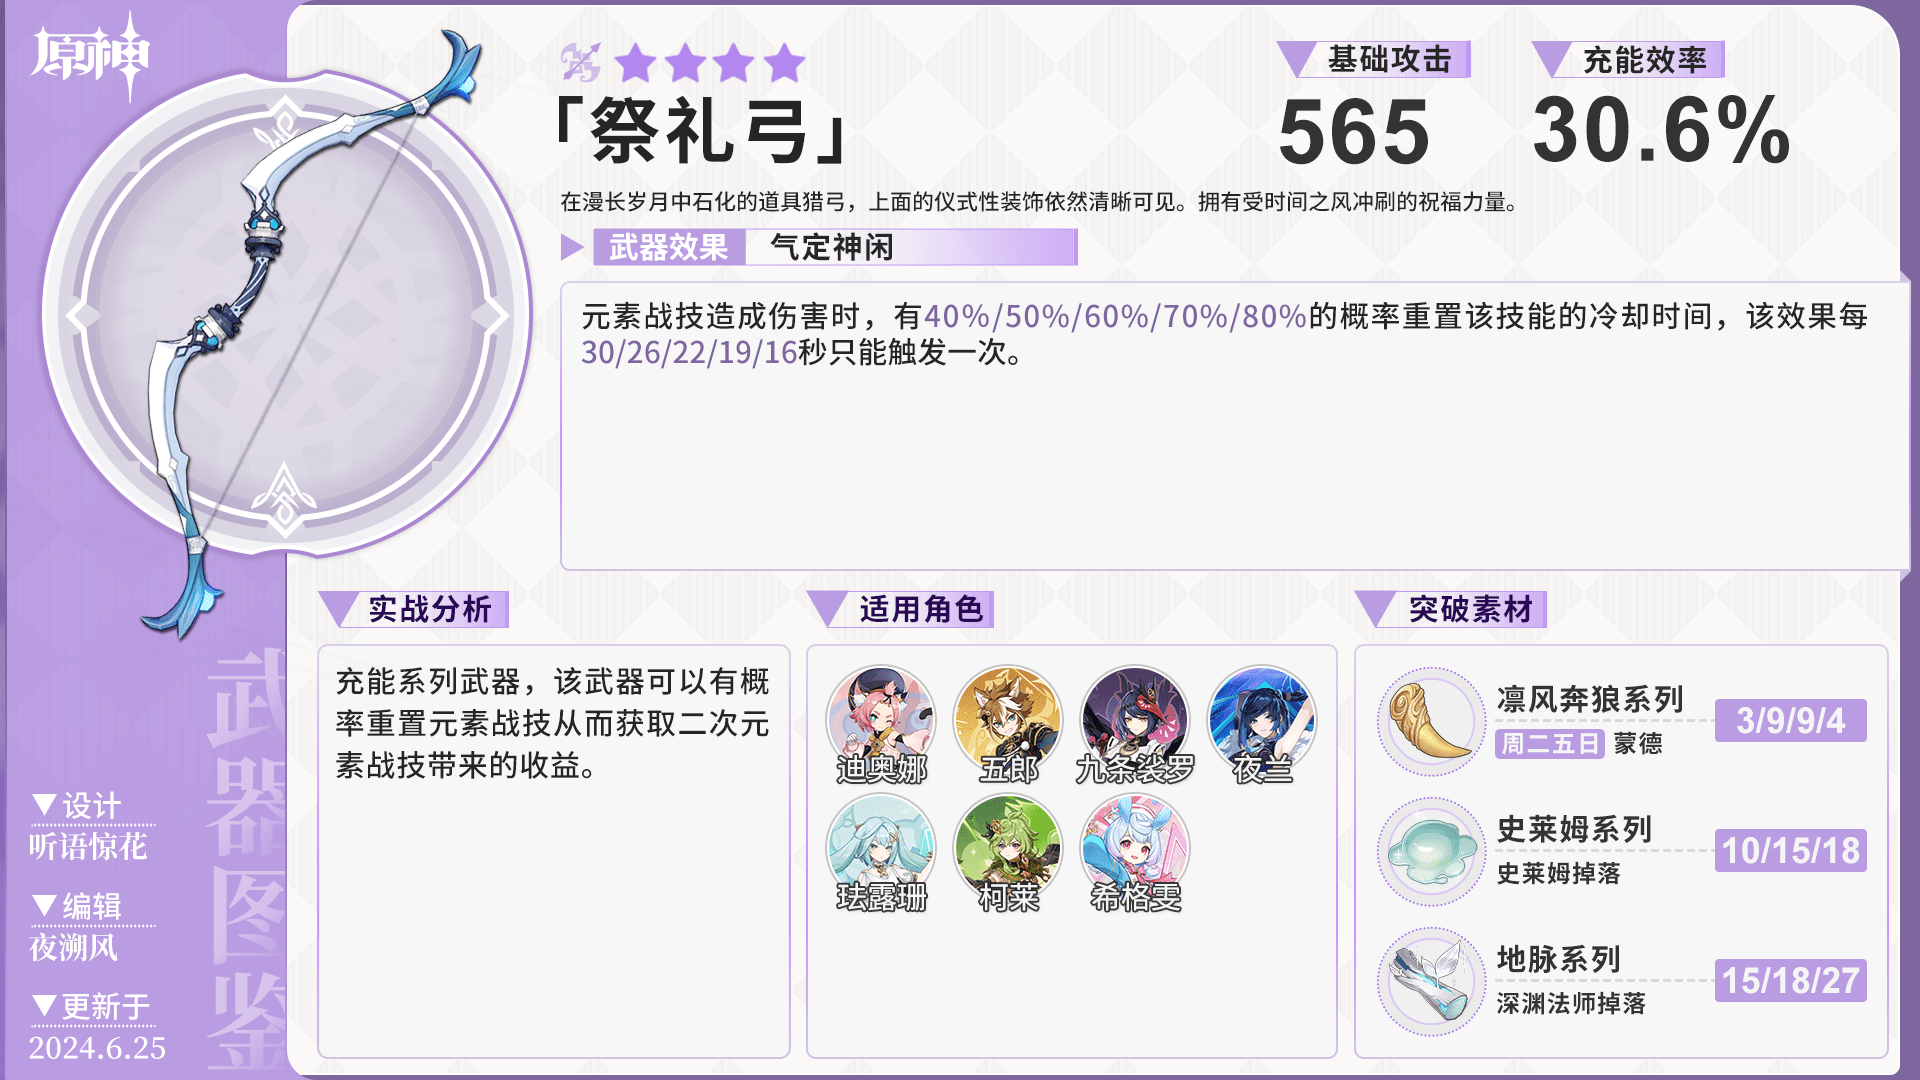 原神
「祭礼弓」
基础攻击
565
充能效率
30.6%
在漫长岁月中石化的道具猎弓，上面的仪式性装饰依然清晰可见。拥有受时间之风冲刷的祝福力量。
武器效果 气定神闲
元素战技造成伤害时，有40%/50%/60%/70%/80%的概率重置该技能的冷却时间，该效果每
30/26/22/19/16秒只能触发一次。
实战分析
充能系列武器，该武器可以有概
率重置元素战技从而获取二次元
素战技带来的收益。
适用角色
迪奥娜 五郎 九条裟罗 夜兰
珐露珊 柯莱 希格雯
突破素材
凛风奔狼系列
周二五日 蒙德
3/9/9/4
史莱姆系列
史莱姆掉落
10/15/18
地脉系列
深渊法师掉落
15/18/27
武器图鉴
▼设计
听语惊花
▼编辑
夜溯风
▼更新于
2024.6.25